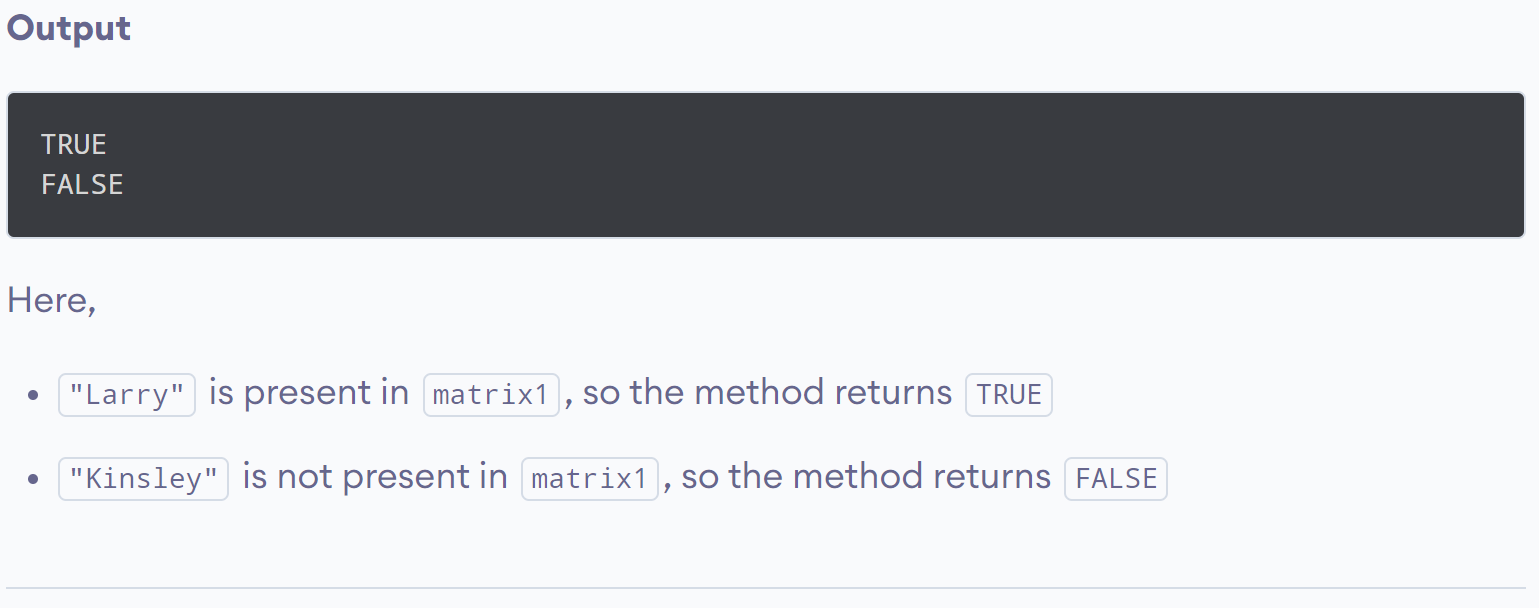 Output
TRUE
FALSE
Here,
• "Larry" is present in matrix1, so the method returns TRUE
• "Kinsley" is not present in matrix1, so the method returns FALSE